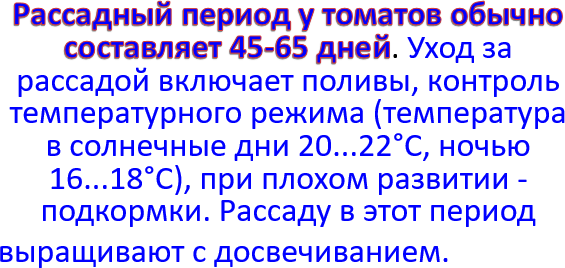 Рассадный период у томатов обычно
составляет 45-65 дней. Уход за
рассадой включает поливы, контроль
температурного режима (температура
в солнечные дни 20...22°С, ночью
16...18°С), при плохом развитии -
подкормки. Рассаду в этот период
выращивают с досвечиванием.